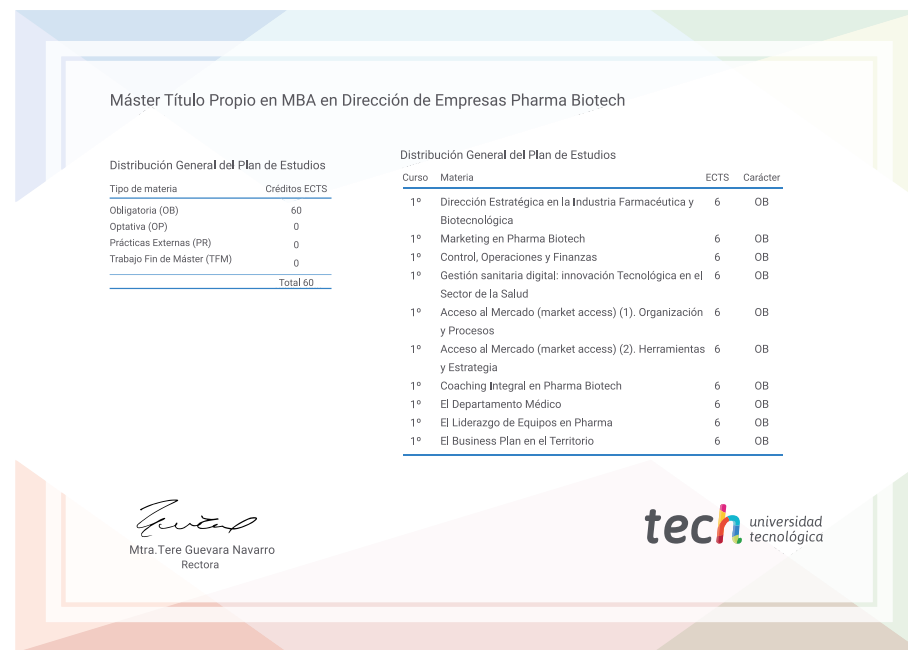 Máster Título Propio en MBA en Dirección de Empresas Pharma Biotech
Distribución General del Plan de Estudios
Tipo de materia Créditos ECTS
Obligatoria (OB) 60
Optativa (OP) 0
Prácticas Externas (PR) 0
Trabajo Fin de Máster (TFM) 0
Total 60
Distribución General del Plan de Estudios
Curso Materia ECTS Carácter
1º Dirección Estratégica en la Industria Farmacéutica y 6 OB
Biotecnológica
1º Marketing en Pharma Biotech 6 OB
1º Control, Operaciones y Finanzas 6 OB
1º Gestión sanitaria digital: innovación Tecnológica en el 6 OB
Sector de la Salud
1º Acceso al Mercado (market access) (1). Organización 6 OB
y Procesos
1º Acceso al Mercado (market access) (2). Herramientas 6 OB
y Estrategia
1º Coaching Integral en Pharma Biotech 6 OB
1º El Departamento Médico 6 OB
1º El Liderazgo de Equipos en Pharma 6 OB
1º El Business Plan en el Territorio 6 OB
Mtra.Tere Guevara Navarro
Rectora
tech universidad
tecnológica